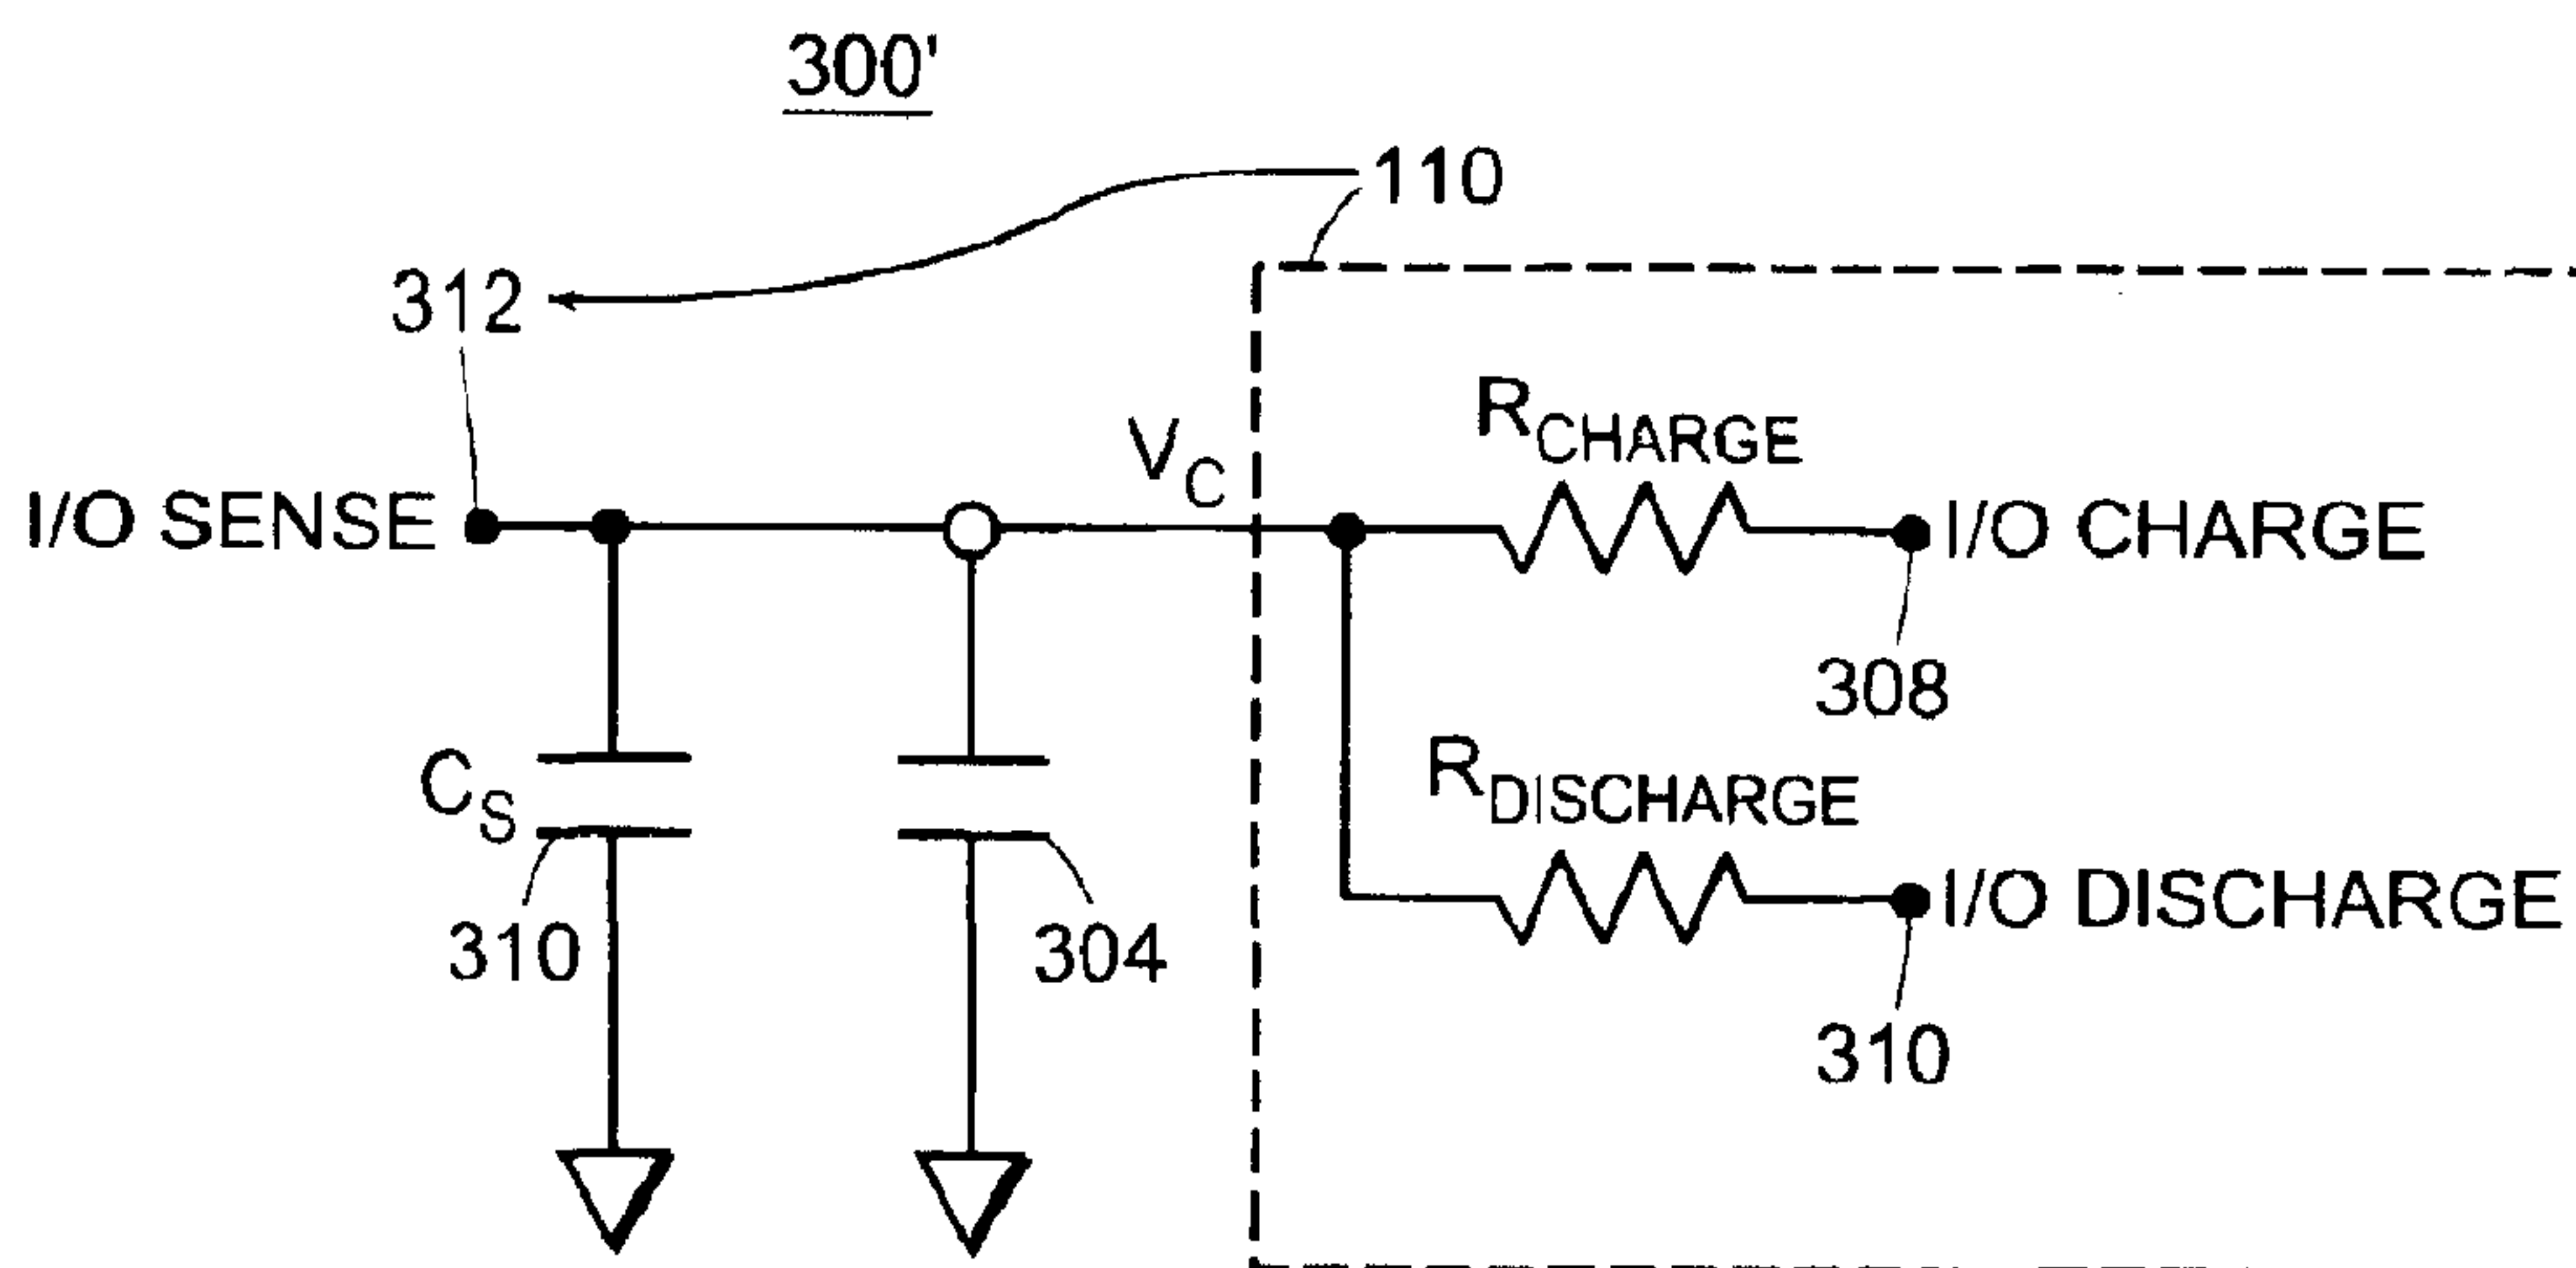 300'
110
312
V_C
R_CHARGE
I/O SENSE
I/O CHARGE
308
R_DISCHARGE
C_S
I/O DISCHARGE
310
304
310